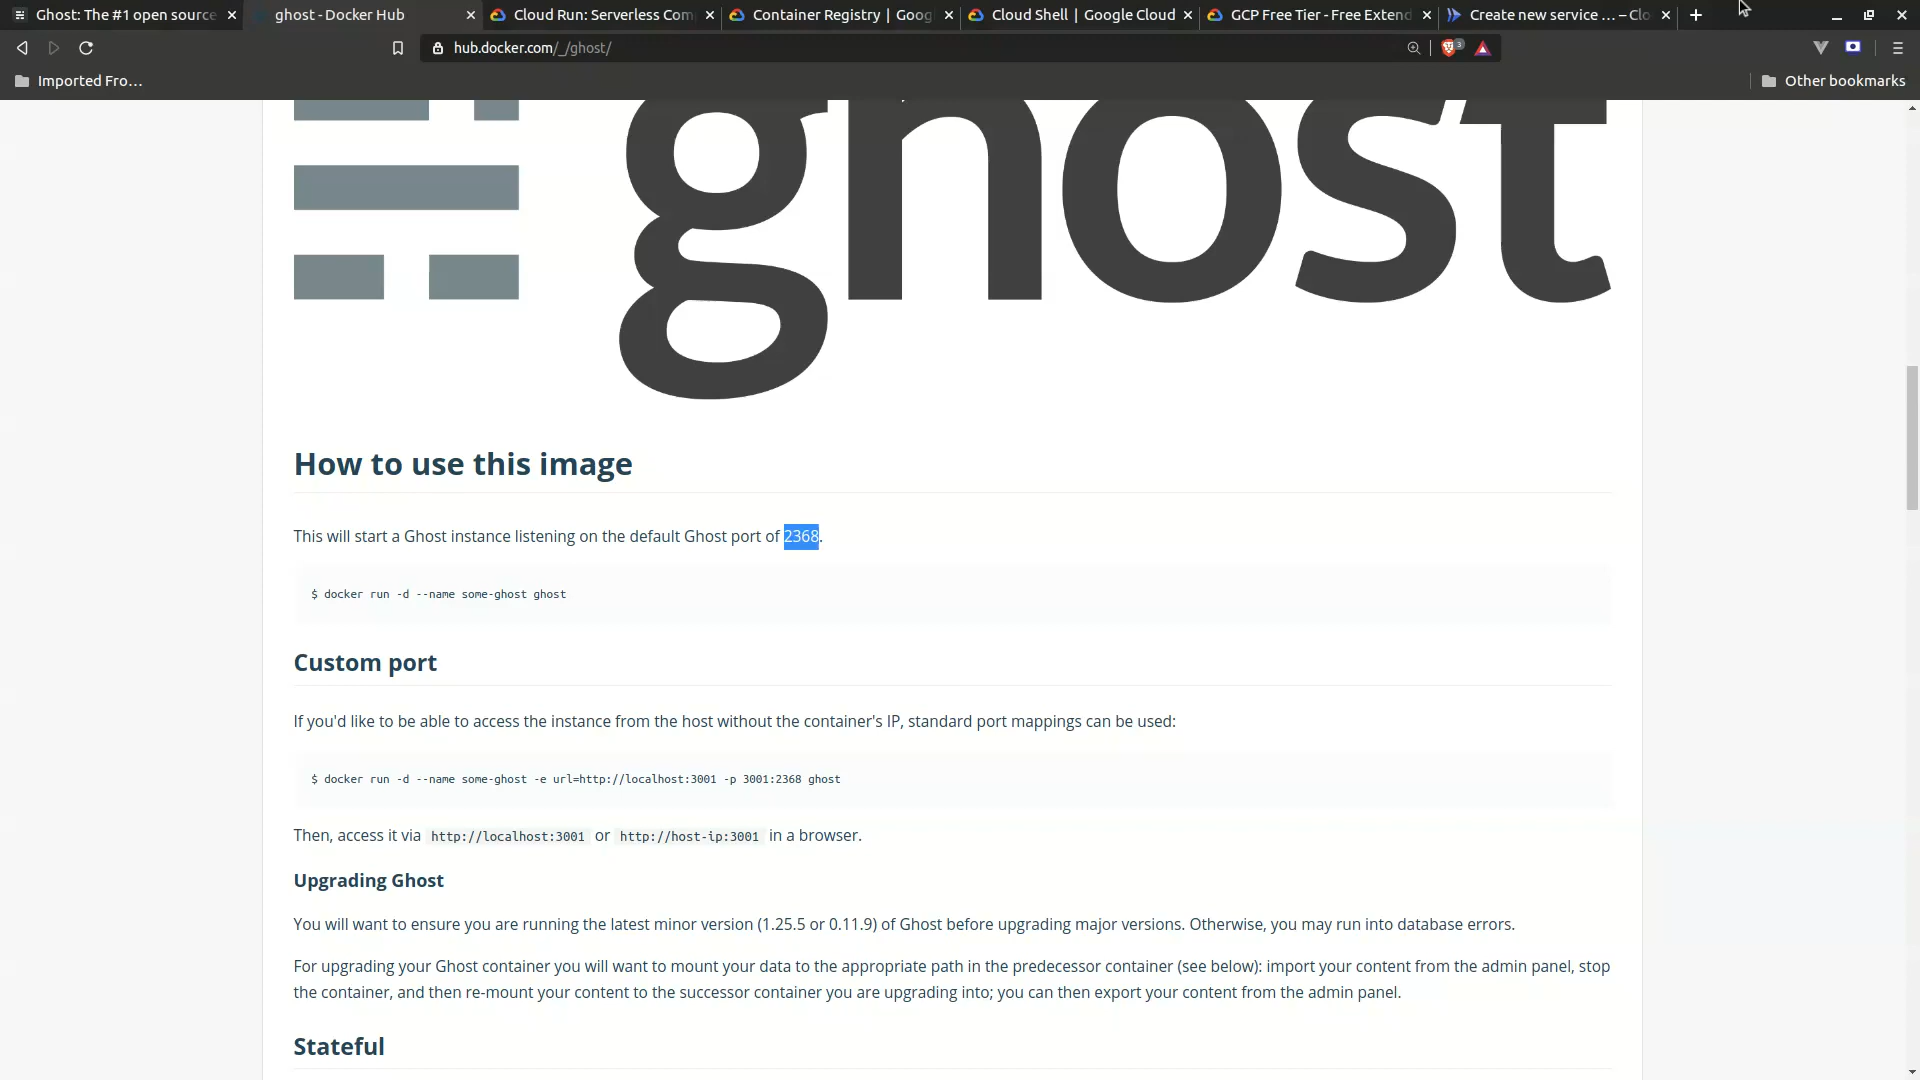 Ghost: The #1 open source
ghost - Docker Hub
Cloud Run: Serverless Com
Container Registry | Goog
Cloud Shell | Google Cloud
GCP Free Tier - Free Extend
Create new service ... – Clo
hub.docker.com/_/ghost/
3
Imported Fro...
Other bookmarks
ghost
How to use this image
This will start a Ghost instance listening on the default Ghost port of 2368.
$ docker run -d --name some-ghost ghost
Custom port
If you'd like to be able to access the instance from the host without the container's IP, standard port mappings can be used:
$ docker run -d --name some-ghost -e url=http://localhost:3001 -p 3001:2368 ghost
Then, access it via http://localhost:3001 or http://host-ip:3001 in a browser.
Upgrading Ghost
You will want to ensure you are running the latest minor version (1.25.5 or 0.11.9) of Ghost before upgrading major versions. Otherwise, you may run into database errors.
For upgrading your Ghost container you will want to mount your data to the appropriate path in the predecessor container (see below): import your content from the admin panel, stop
the container, and then re-mount your content to the successor container you are upgrading into; you can then export your content from the admin panel.
Stateful